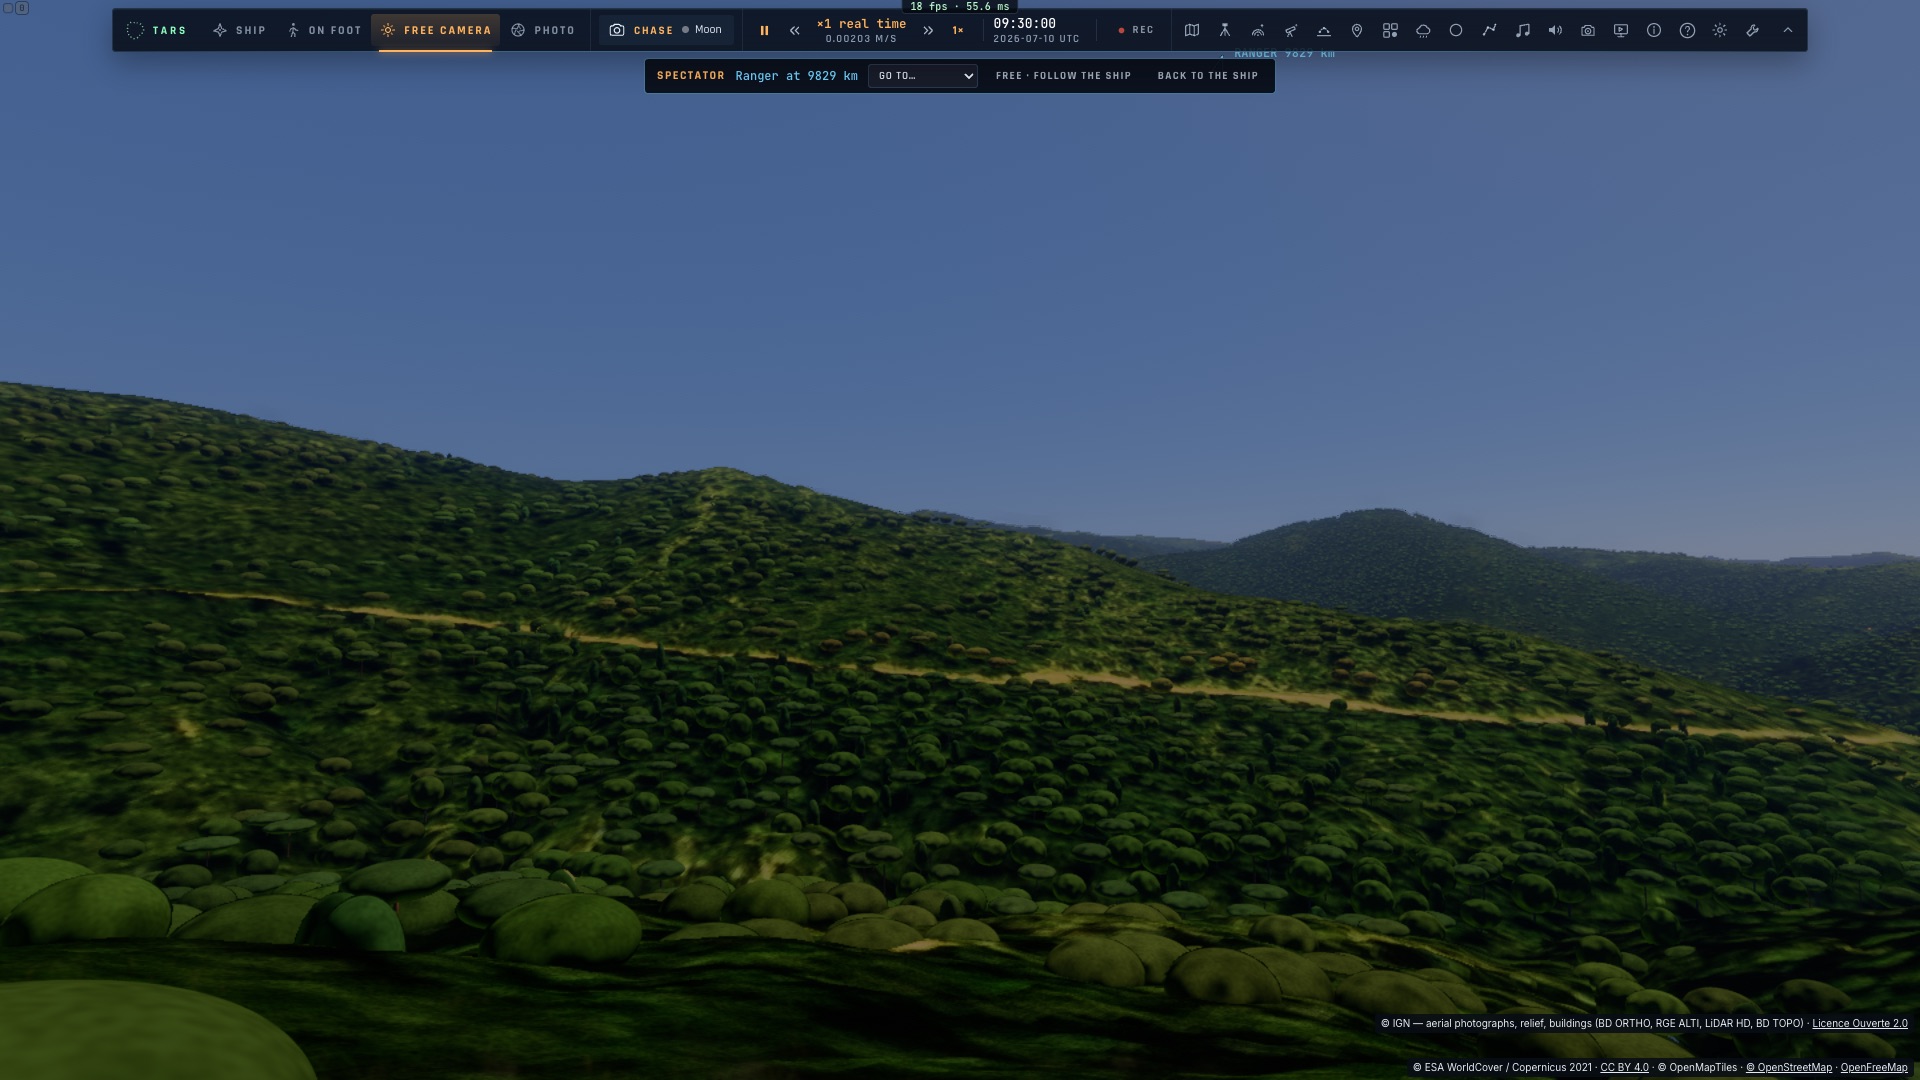 18 fps · 55.6 ms
TARS SHIP ON FOOT FREE CAMERA PHOTO CHASE Moon ×1 real time 1× 09:30:00 REC
0.00203 M/S 2026-07-10 UTC
RANGER 9829 km
SPECTATOR Ranger at 9829 km GO TO… FREE · FOLLOW THE SHIP BACK TO THE SHIP
© IGN — aerial photographs, relief, buildings (BD ORTHO, RGE ALTI, LiDAR HD, BD TOPO) · Licence Ouverte 2.0
© ESA WorldCover / Copernicus 2021 · CC BY 4.0 · © OpenMapTiles · © OpenStreetMap · OpenFreeMap